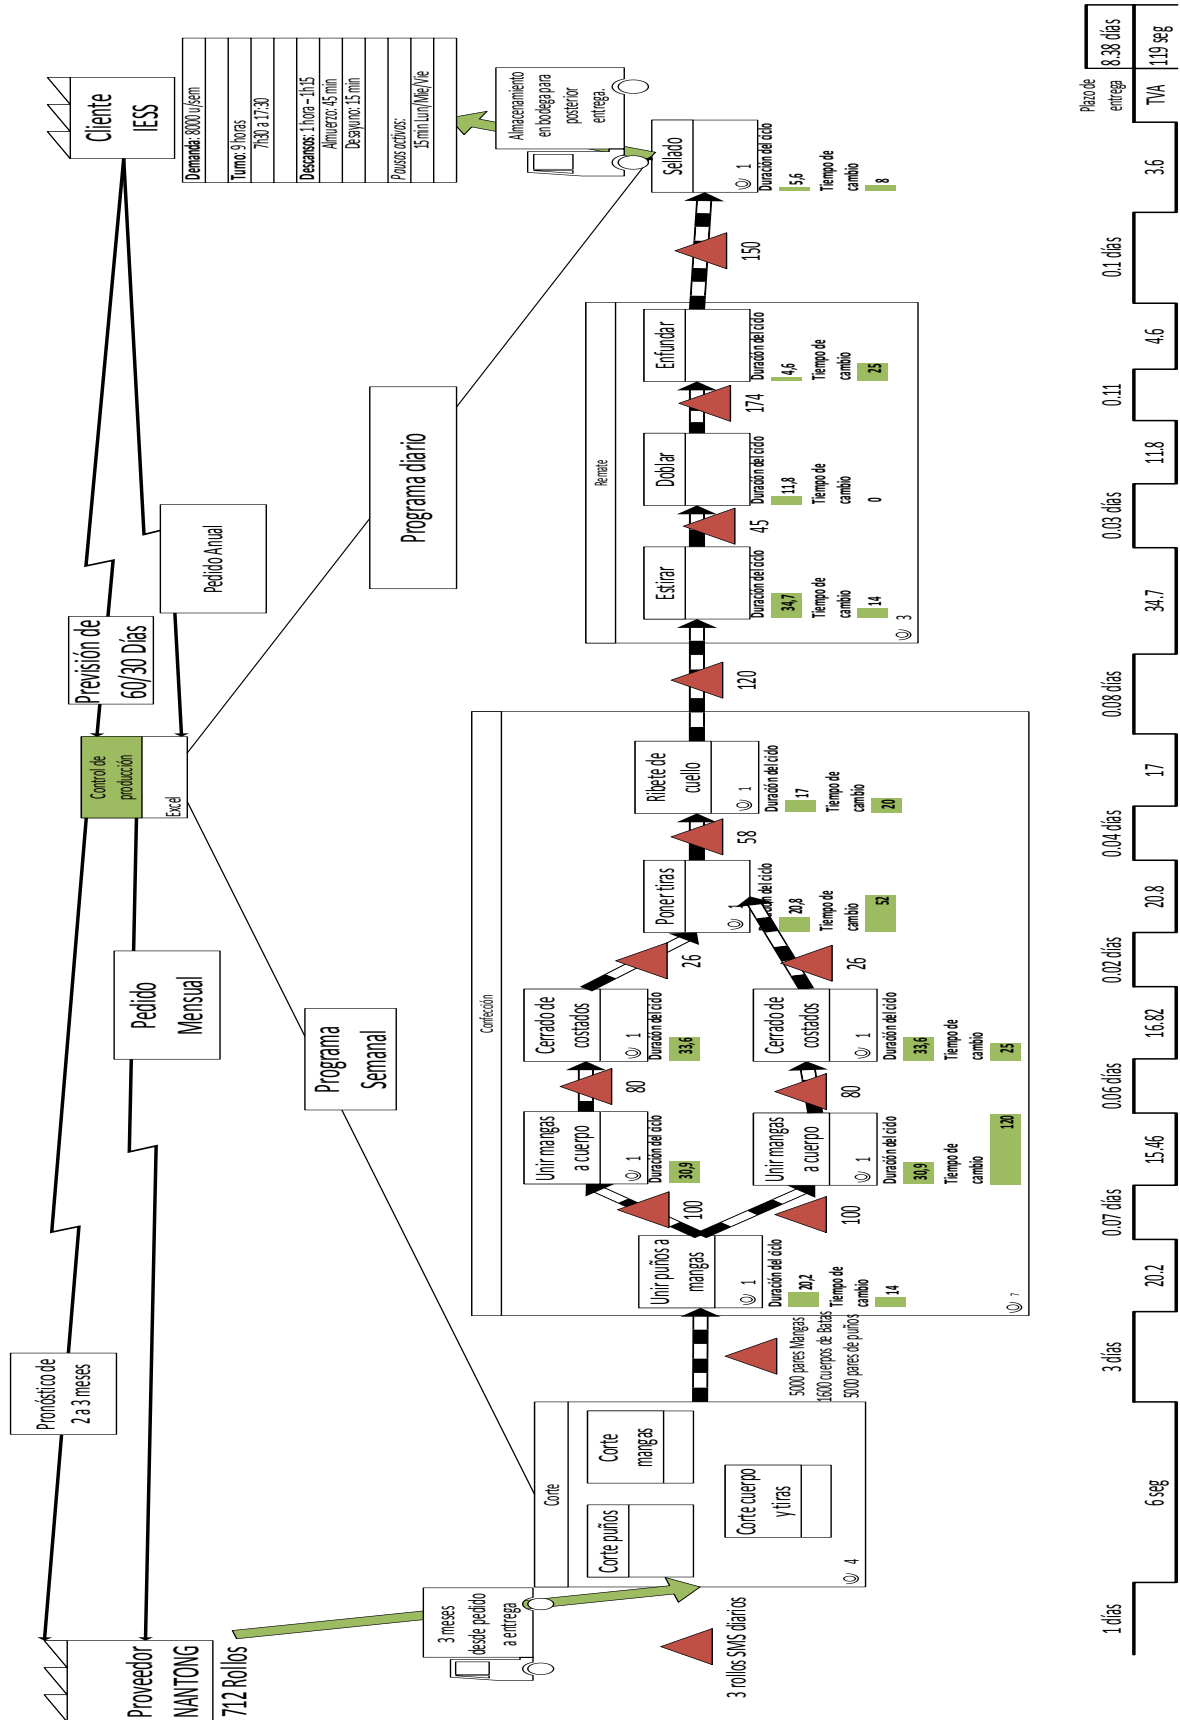 Proveedor
NANTONG
712 Rollos
Pronóstico de
2 a 3 meses
Pedido
Mensual
Control de
producción
Excel
Previsión de
60/30 Días
Pedido Anual
Cliente
IESS
Demanda: 8000 u/sem
Turno: 9 horas
7h30 a 17:30
Descansos: 1 hora – 1h15
Almuerzo: 45 min
Desayuno: 15 min
Pausas activas:
15 min Lun/Mie/Vie
Programa
Semanal
Programa diario
3 meses
desde pedido
a entrega
Almacenamiento
en bodega para
posterior
entrega.
3 rollos SMS diarios
Corte
Corte puños
Corte
mangas
Corte cuerpo
y tiras
4
5000 pares Mangas
1600 cuerpos de Batas
5000 pares de puños
Confección
Unir puños a
mangas
1
Duración del ciclo
20,2
Tiempo de
cambio
14
100
100
Unir mangas
a cuerpo
1
Duración del ciclo
30,9
Unir mangas
a cuerpo
1
Duración del ciclo
30,9
Tiempo de
cambio
120
80
80
Cerrado de
costados
1
Duración del ciclo
33,6
Cerrado de
costados
1
Duración del ciclo
33,6
Tiempo de
cambio
25
26
26
Poner tiras
1
Duración del ciclo
20,8
Tiempo de
cambio
52
58
Ribete de
cuello
1
Duración del ciclo
17
Tiempo de
cambio
20
7
120
Remate
Estirar
Duración del ciclo
34,7
Tiempo de
cambio
14
45
Doblar
Duración del ciclo
11,8
Tiempo de
cambio
0
174
Enfundar
Duración del ciclo
4,6
Tiempo de
cambio
25
3
150
Sellado
1
Duración del ciclo
5,6
Tiempo de
cambio
8
1 días
6 seg
3 días
20.2
0.07 días
15.46
0.06 días
16.82
0.02 días
20.8
0.04 días
17
0.08 días
34.7
0.03 días
11.8
0.11
4.6
0.1 días
3.6
Plazo de
entrega
8.38 días
TVA
119 seg